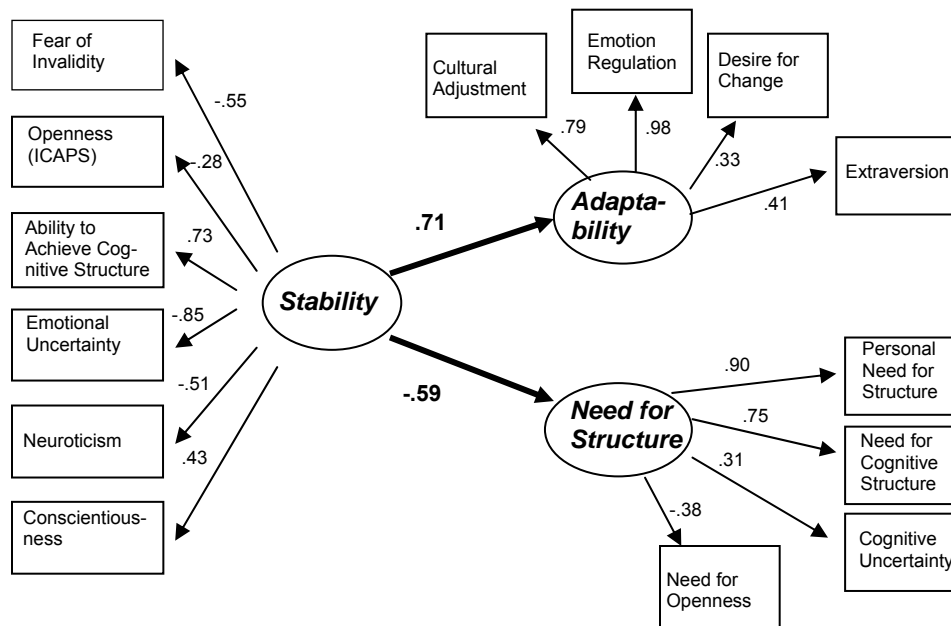 Fear of
Invalidity
-.55
Openness
(ICAPS)
-.28
Ability to
Achieve Cog-
nitive Structure
.73
Emotional
Uncertainty
-.85
Neuroticism
-.51
Conscientious-
ness
.43
Stability
.71
-.59
Cultural
Adjustment
.79
Emotion
Regulation
.98
Desire for
Change
.33
Extraversion
.41
Adapta-
bility
Need for
Structure
.90
Personal
Need for
Structure
.75
Need for
Cognitive
Structure
.31
Cognitive
Uncertainty
-.38
Need for
Openness